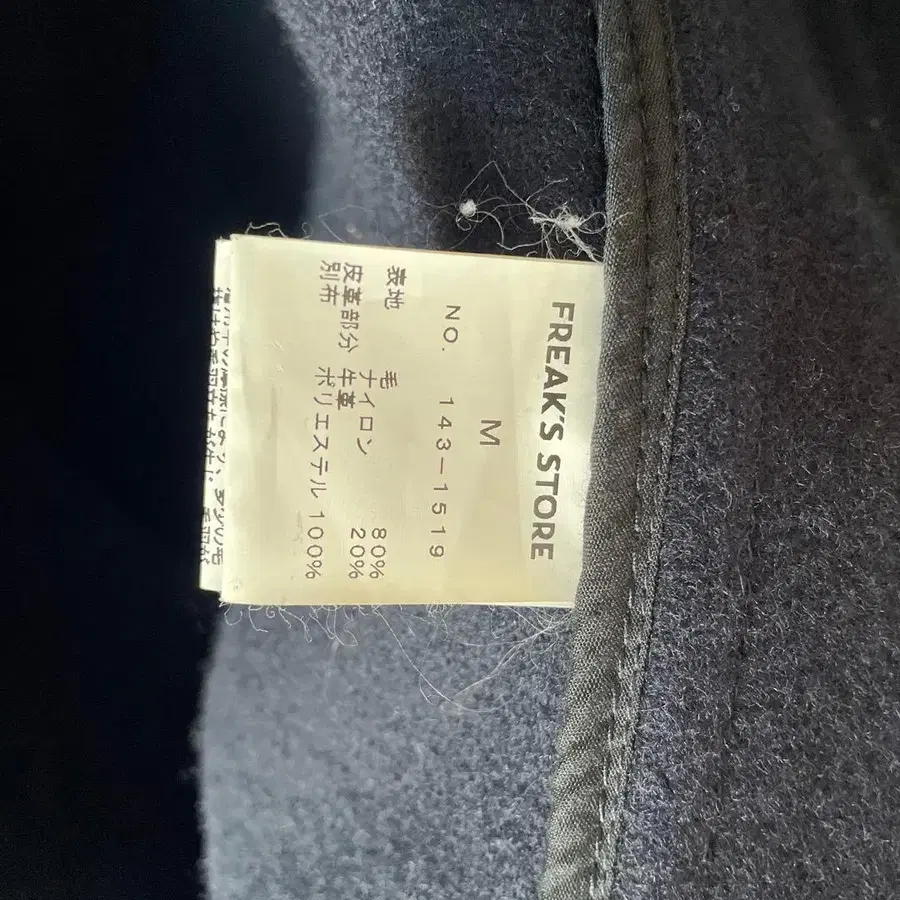 FREAK'S STORE
M
NO. 143-1519
表地 毛 80%
ナイロン 20%
皮革部分 牛革
別布 ポリエステル 100%